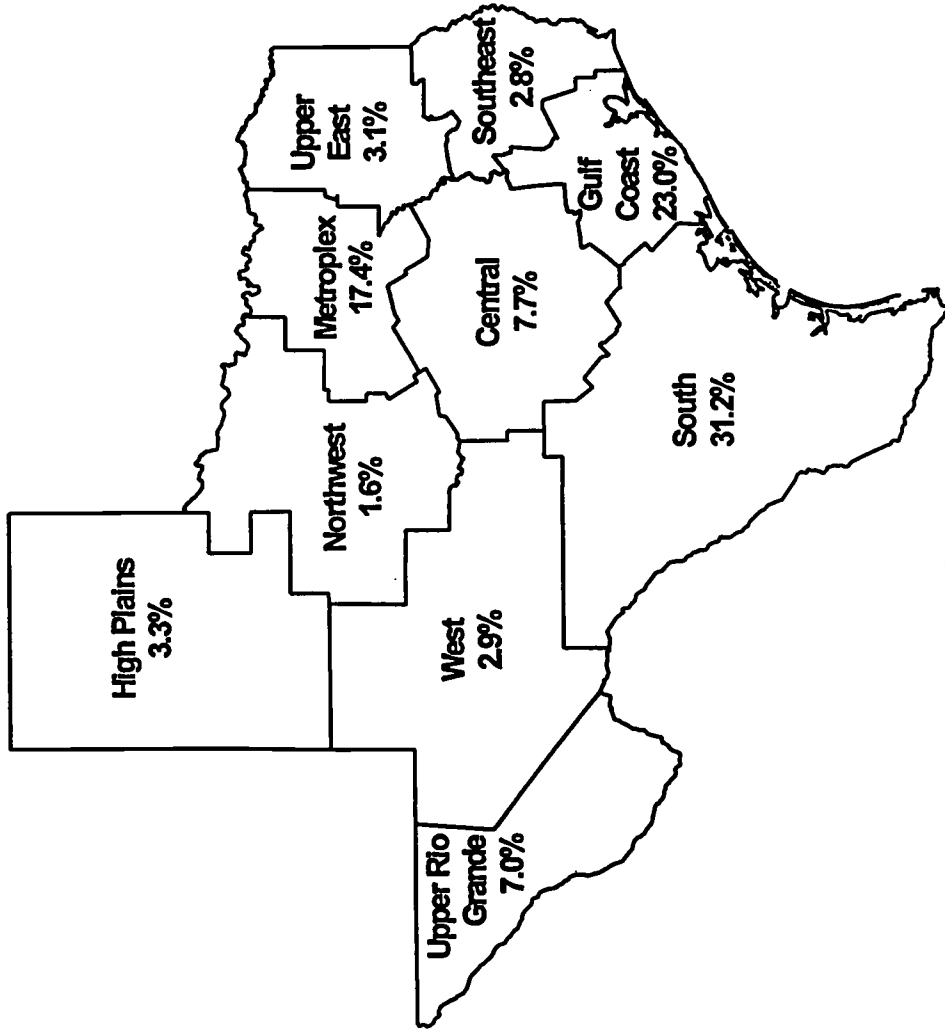 High Plains
3.3%
Northwest
1.6%
Metroplex
17.4%
Upper
East
3.1%
Southeast
2.8%
Gulf
Coast
23.0%
Central
7.7%
South
31.2%
West
2.9%
Upper Rio
Grande
7.0%